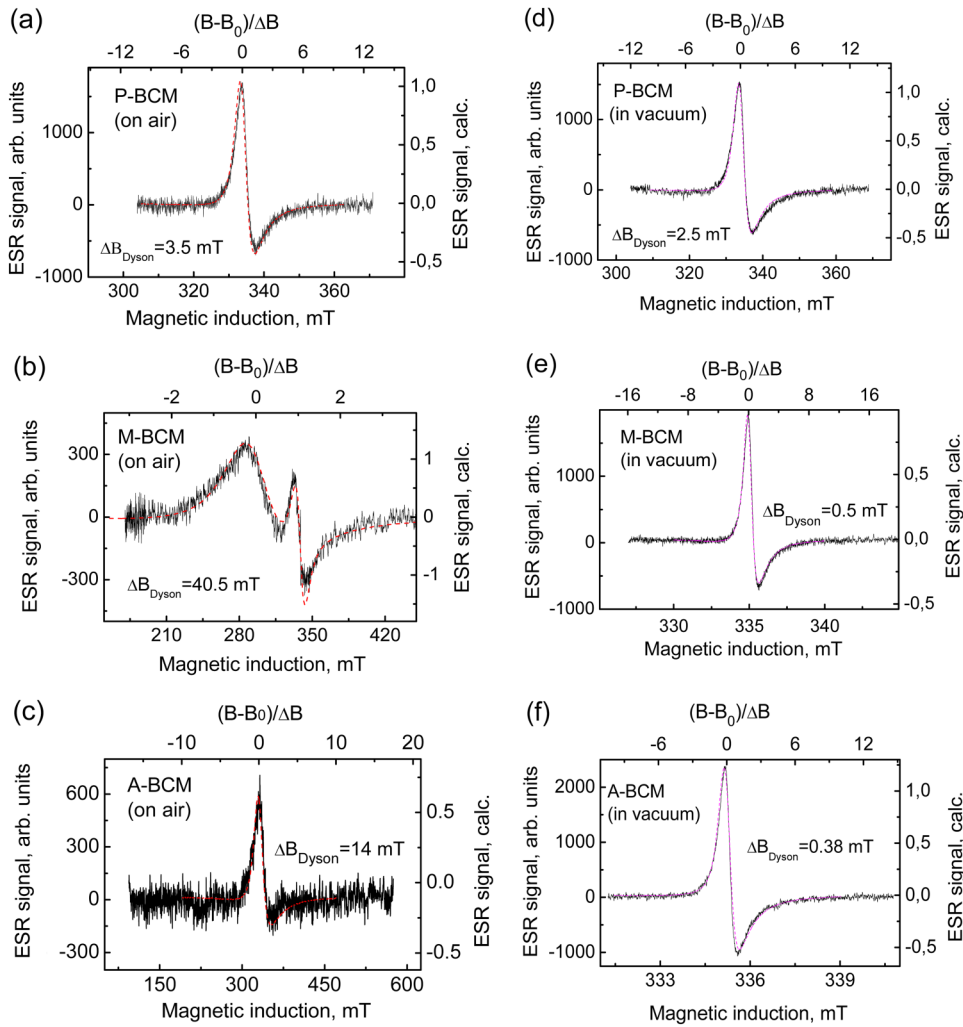 (a)
(B-B0)/ΔB
-12 -6 0 6 12
ESR signal, arb. units
1000
0
-1000
P-BCM
(on air)
ΔBDyson=3.5 mT
1,0
0,5
0,0
-0,5
ESR signal, calc.
300 320 340 360
Magnetic induction, mT
(d)
(B-B0)/ΔB
-12 -6 0 6 12
ESR signal, arb. units
1000
0
-1000
P-BCM
(in vacuum)
ΔBDyson=2.5 mT
1,0
0,5
0,0
-0,5
ESR signal, calc.
300 320 340 360
Magnetic induction, mT
(b)
(B-B0)/ΔB
-2 0 2
ESR signal, arb, units
300
0
-300
M-BCM
(on air)
ΔBDyson=40.5 mT
1
0
-1
ESR signal, calc.
210 280 350 420
Magnetic induction, mT
(e)
(B-B0)/ΔB
-16 -8 0 8 16
ESR signal, arb. units
1000
0
-1000
M-BCM
(in vacuum)
ΔBDyson=0.5 mT
0,5
0,0
-0,5
ESR signal, calc.
330 335 340
Magnetic induction, mT
(c)
(B-B0)/ΔB
-10 0 10 20
ESR signal, arb. units
600
300
0
-300
A-BCM
(on air)
ΔBDyson=14 mT
0.5
0.0
-0.5
ESR signal, calc.
150 300 450 600
Magnetic induction, mT
(f)
(B-B0)/ΔB
-6 0 6 12
ESR signal, arb. units
2000
1000
0
-1000
A-BCM
(in vacuum)
ΔBDyson=0.38 mT
1,0
0,5
0,0
-0,5
ESR signal, calc.
333 336 339
Magnetic induction, mT